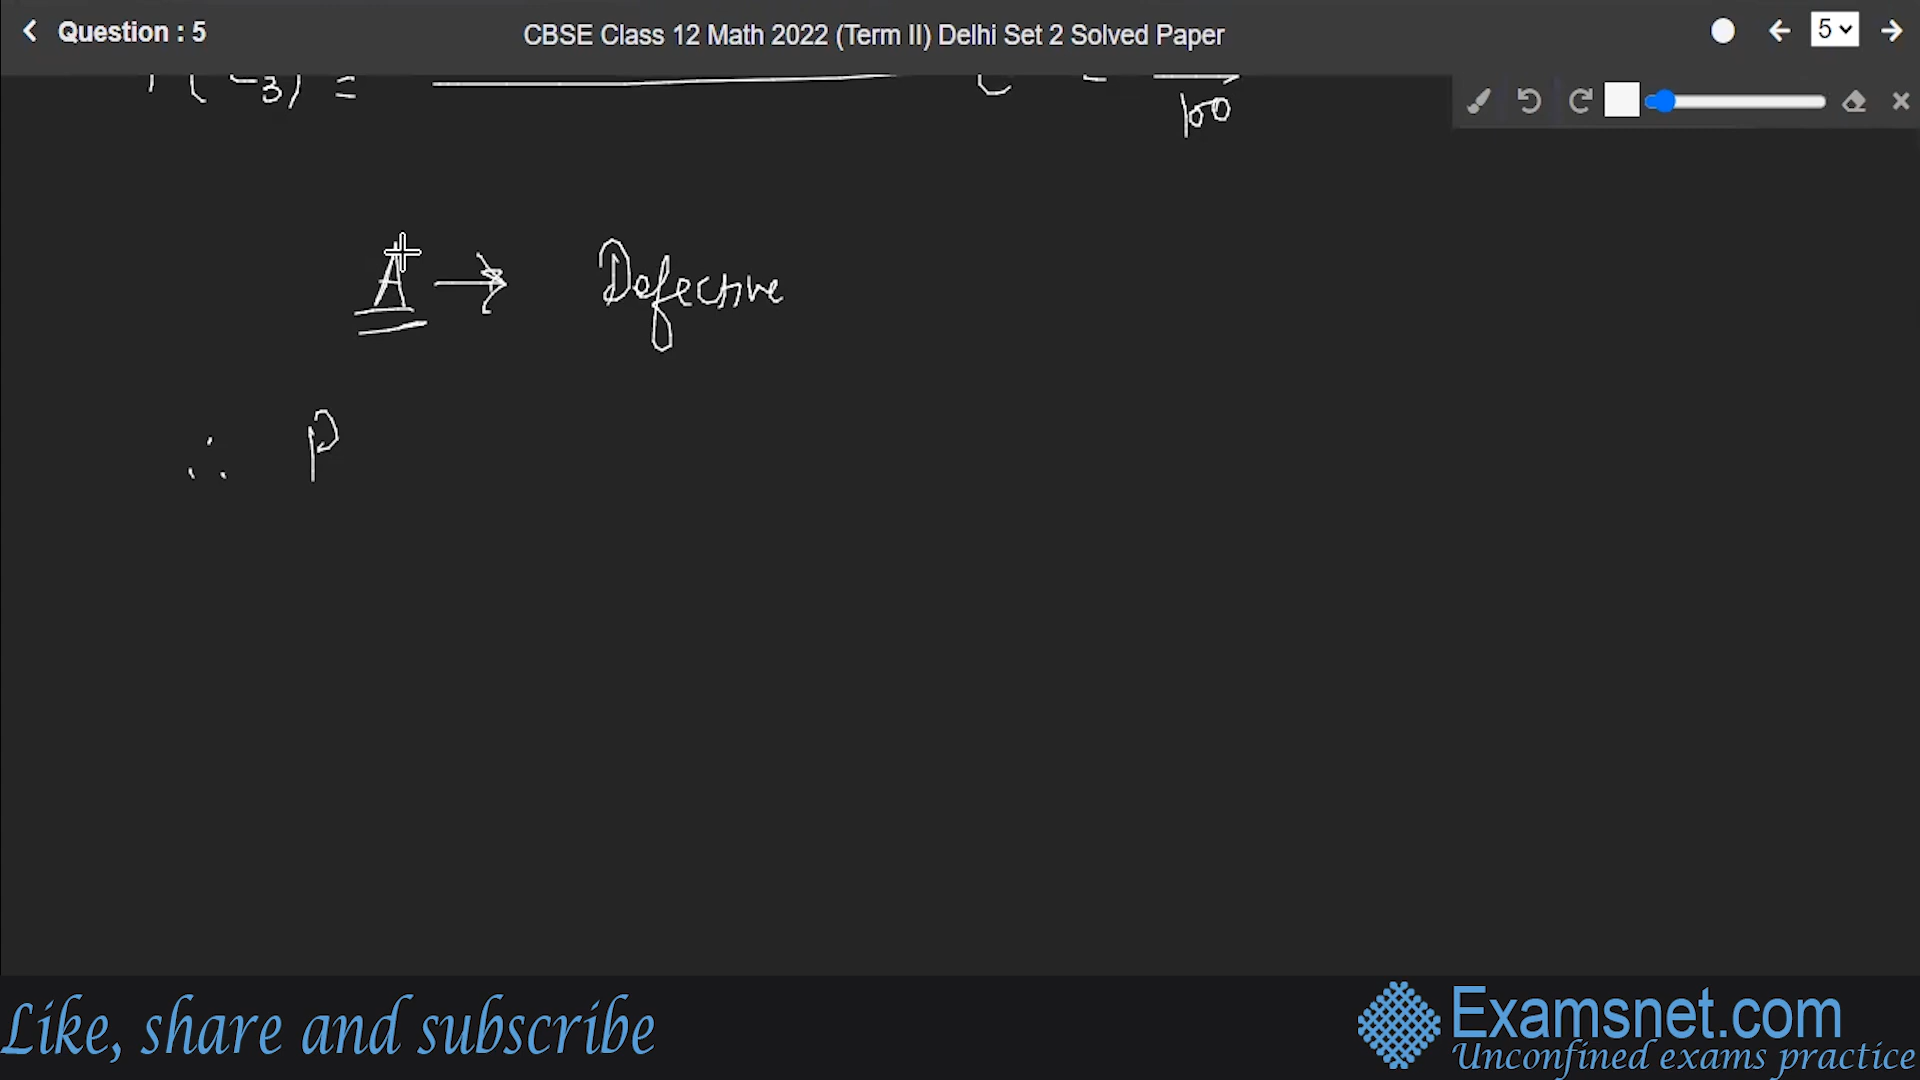 Question : 5
CBSE Class 12 Math 2022 (Term II) Delhi Set 2 Solved Paper
5
-3) =
100
A → Defective
∴ P
Like, share and subscribe
Examsnet.com
Unconfined exams practice